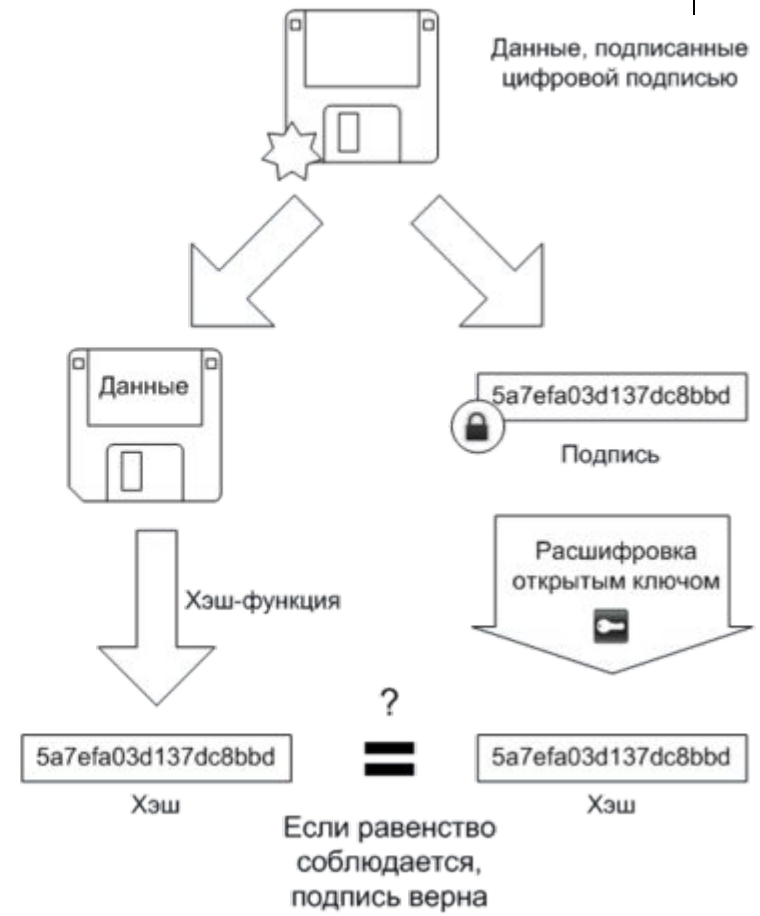 Данные, подписанные
цифровой подписью
Данные
5a7efa03d137dc8bbd
Подпись
Расшифровка
открытым ключом
Хэш-функция
?
=
5a7efa03d137dc8bbd
5a7efa03d137dc8bbd
Хэш
Хэш
Если равенство
соблюдается,
подпись верна